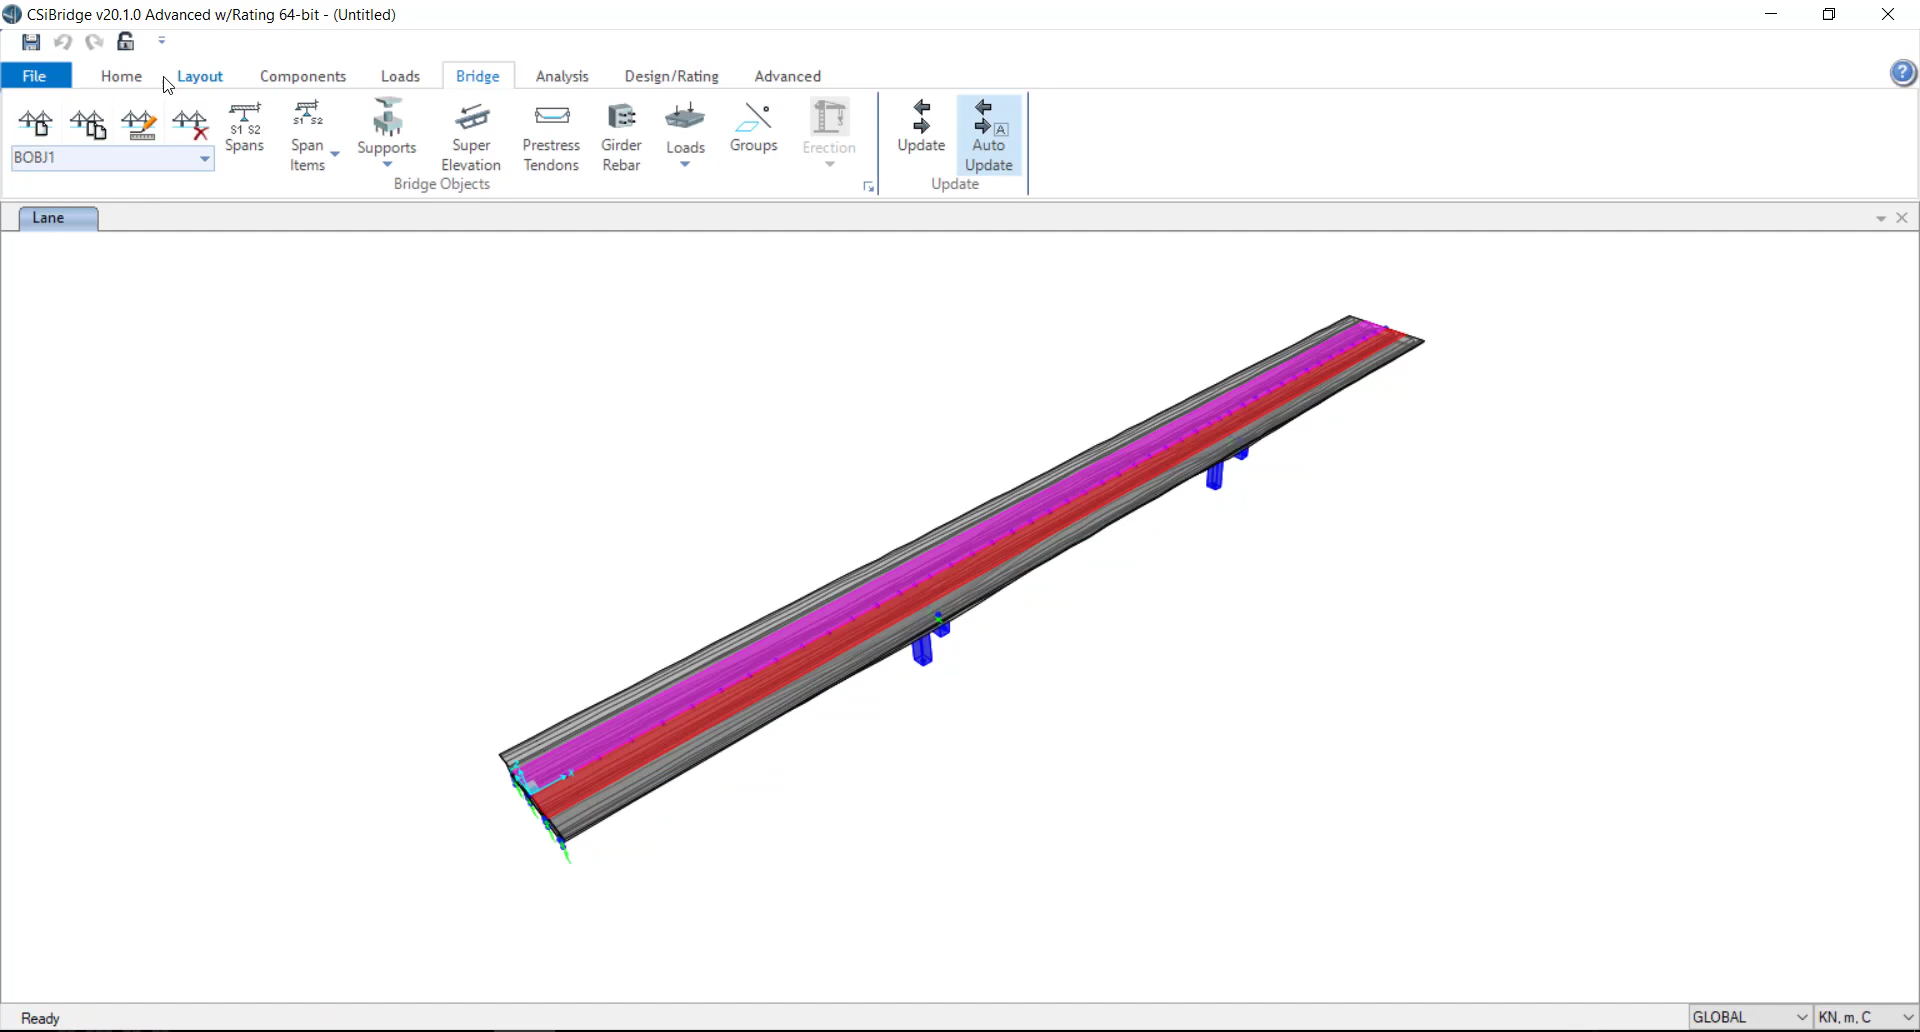 CSiBridge v20.1.0 Advanced w/Rating 64-bit - (Untitled)
File Home Layout Components Loads Bridge Analysis Design/Rating Advanced
BOBJ1
S1 S2
Spans
S1 S2
Span
Items
Supports
Super
Elevation
Prestress
Tendons
Girder
Rebar
Loads
Groups
Erection
Bridge Objects
Update
A
Auto
Update
Update
Lane
Ready
GLOBAL
KN, m, C